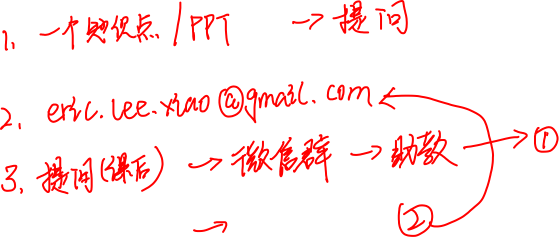 1. 一个知识点/PPT → 提问
2. eric.lee.xiao@gmail.com
3. 提问(课后) → 微信群 → 助教 → ①
→ ②